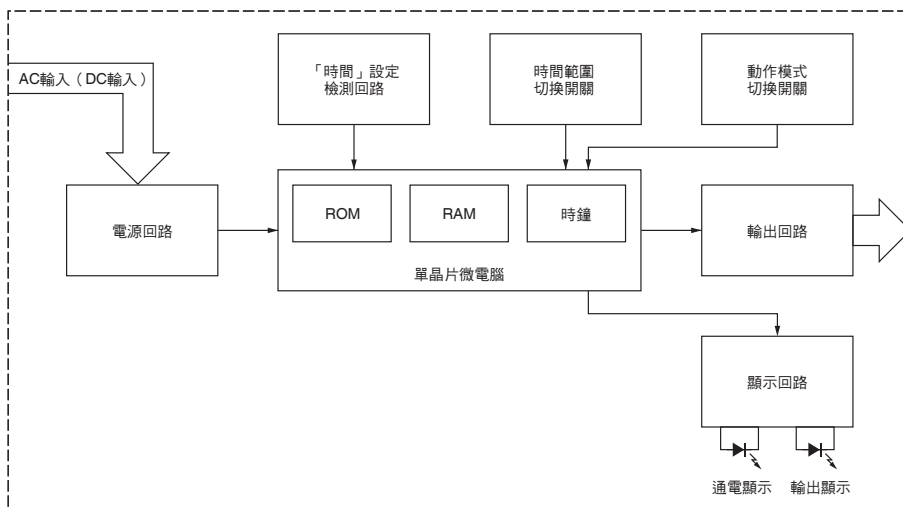 AC輸入（DC輸入）
「時間」設定
檢測回路
時間範圍
切換開關
動作模式
切換開關
電源回路
ROM
RAM
時鐘
單晶片微電腦
輸出回路
顯示回路
通電顯示
輸出顯示